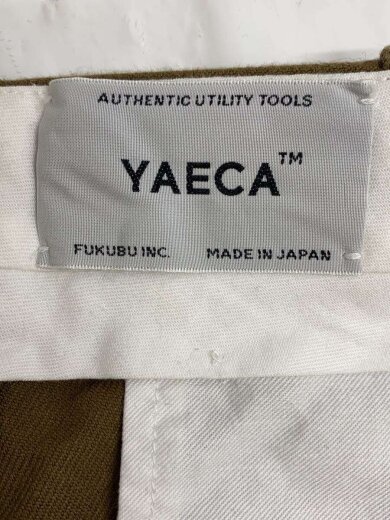 AUTHENTIC UTILITY TOOLS
YAECA™
FUKUBU INC. MADE IN JAPAN